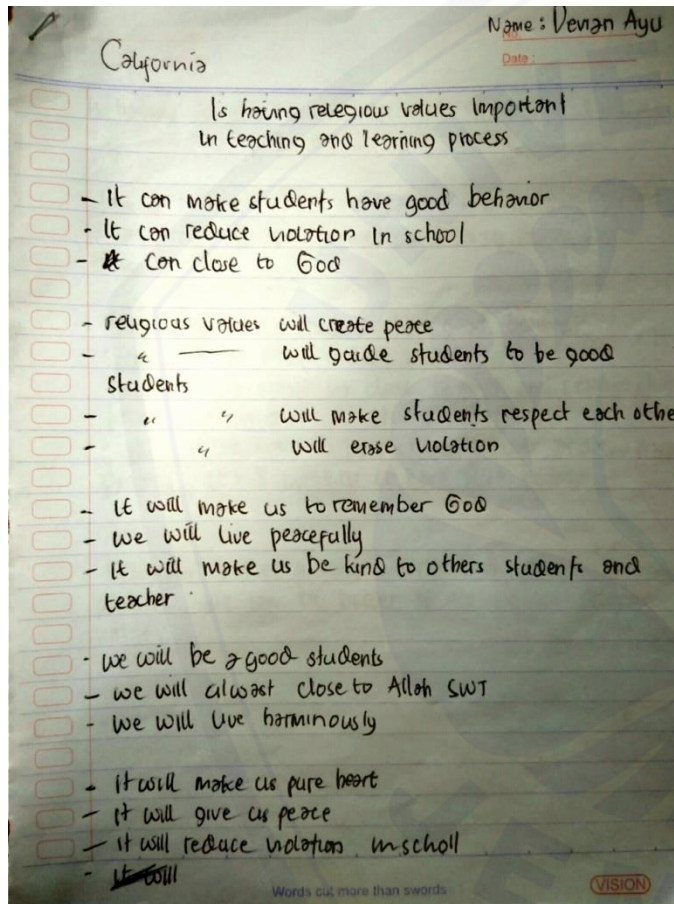 Name : Devian Ayu
No.
California
Date :
Is having relegious values important
in teaching and learning process
- It can make students have good behavior
- It can reduce violation in school
- It can close to God
- religious values will create peace
- " — will guide students to be good
students
- " " will make students respect each othe
- " will erase violation
- It will make us to remember God
- we will live peacefully
- It will make us be kind to others students and
teacher
- we will be a good students
- we will alwast close to Allah SWT
- we will live harminously
- it will make us pure heart
- it will give us peace
- it will reduce violation in scholl
- it will
Words cut more than swords
VISION